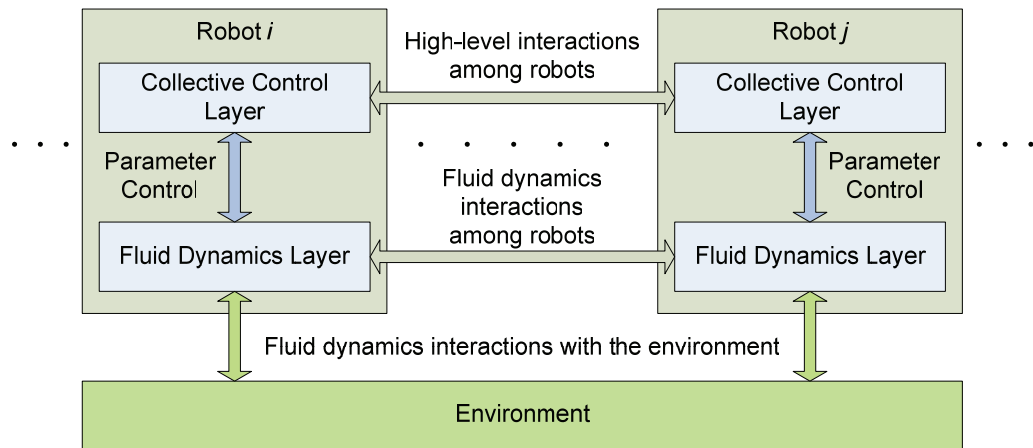 Robot i
Robot j
High-level interactions
among robots
Collective Control
Layer
Collective Control
Layer
. . .
. . . . .
. . .
Parameter
Control
Parameter
Control
Fluid dynamics
interactions
among robots
Fluid Dynamics Layer
Fluid Dynamics Layer
Fluid dynamics interactions with the environment
Environment